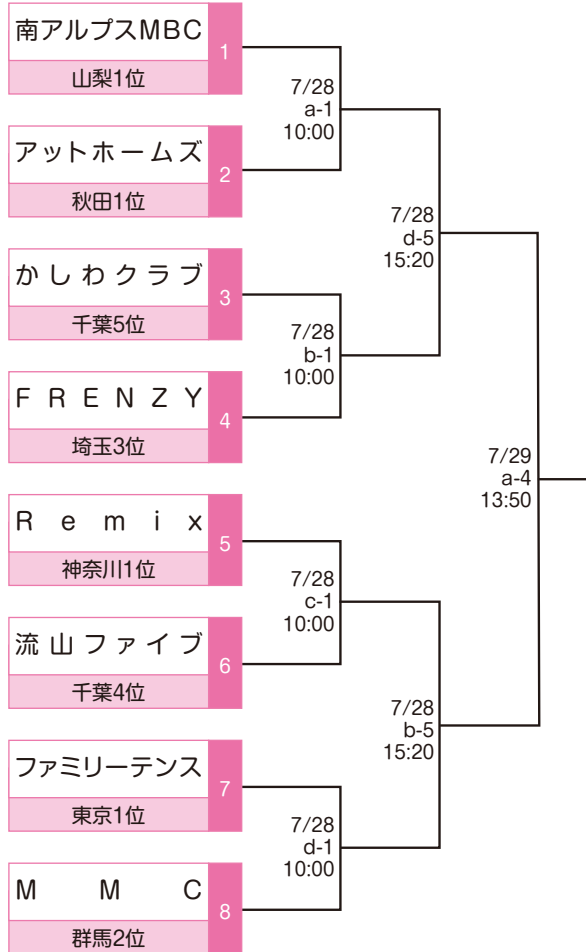 南アルプスMBC
山梨1位
1
アットホームズ
秋田1位
2
かしわクラブ
千葉5位
3
FRENZY
埼玉3位
4
Remix
神奈川1位
5
流山ファイブ
千葉4位
6
ファミリーテンス
東京1位
7
MMC
群馬2位
8
7/28
a-1
10:00
7/28
b-1
10:00
7/28
c-1
10:00
7/28
d-1
10:00
7/28
d-5
15:20
7/28
b-5
15:20
7/29
a-4
13:50